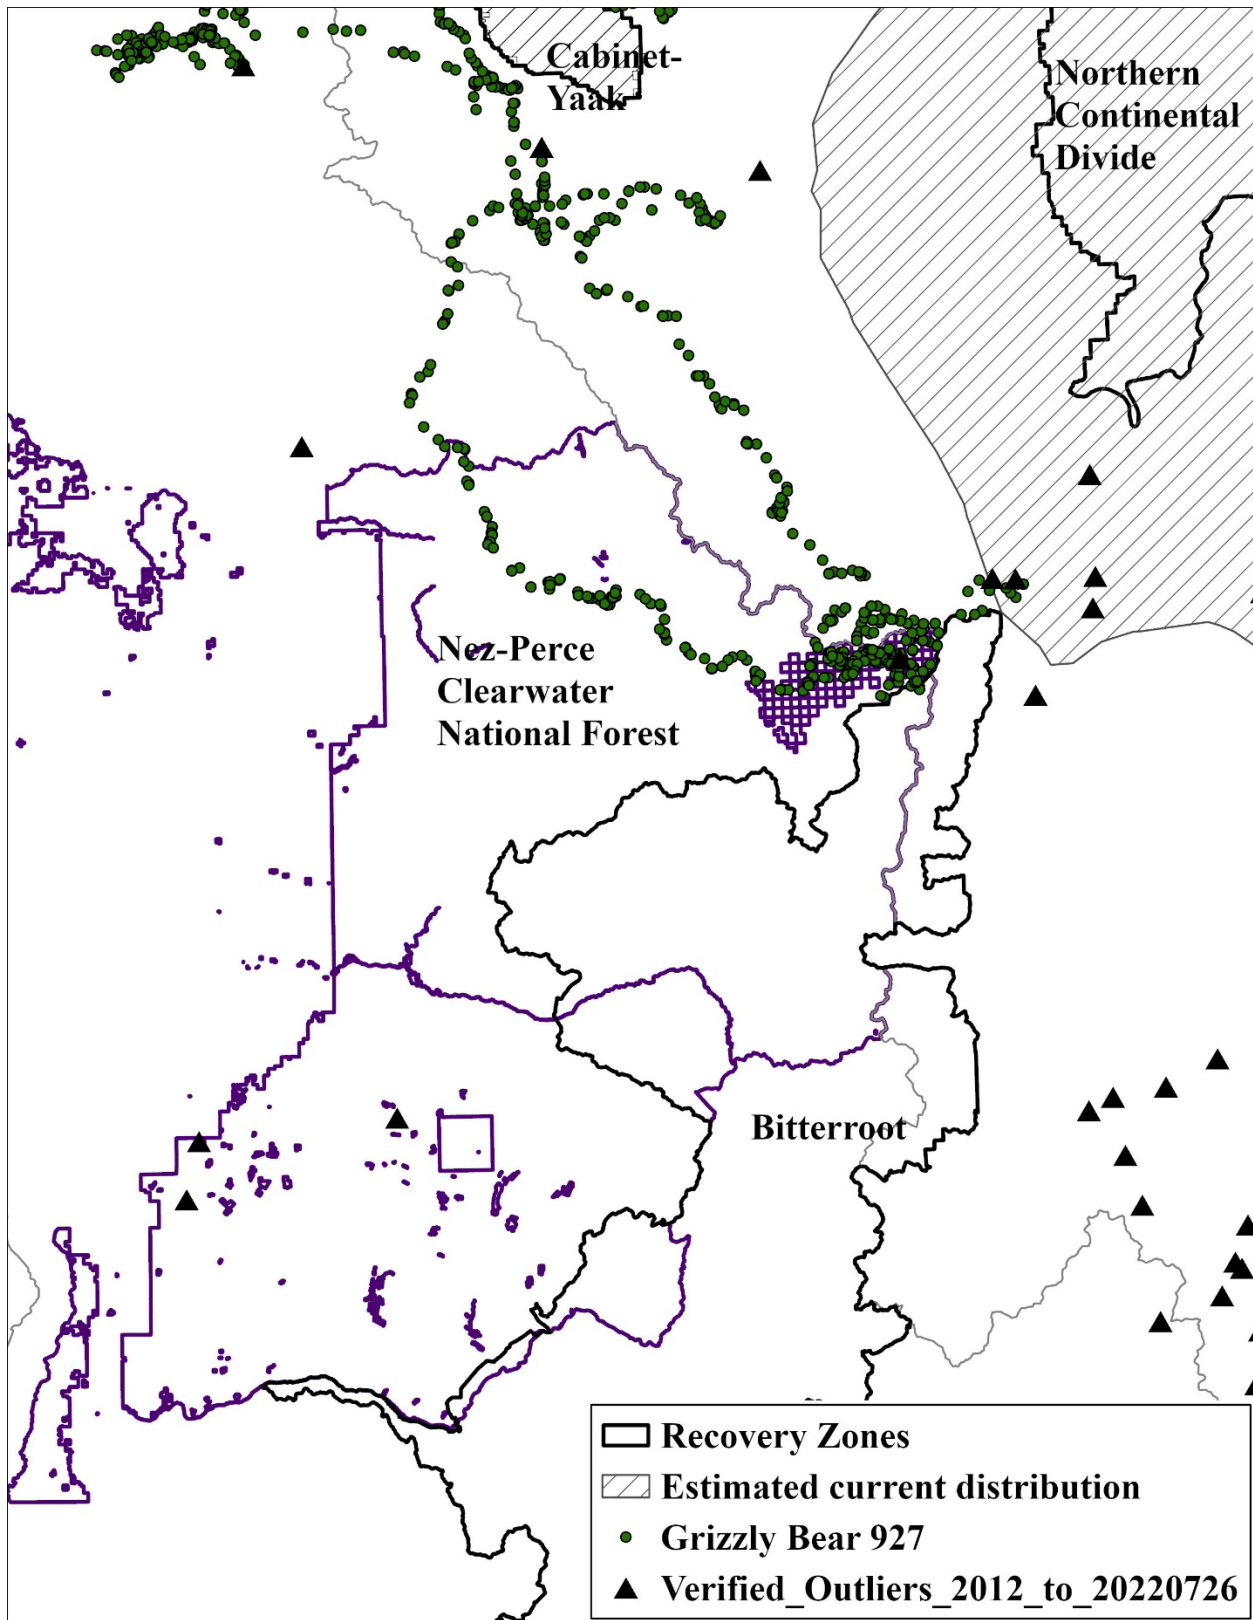 Cabinet-
Yaak
Northern
Continental
Divide
Nez-Perce
Clearwater
National Forest
Bitterroot
Recovery Zones
Estimated current distribution
Grizzly Bear 927
Verified_Outliers_2012_to_20220726